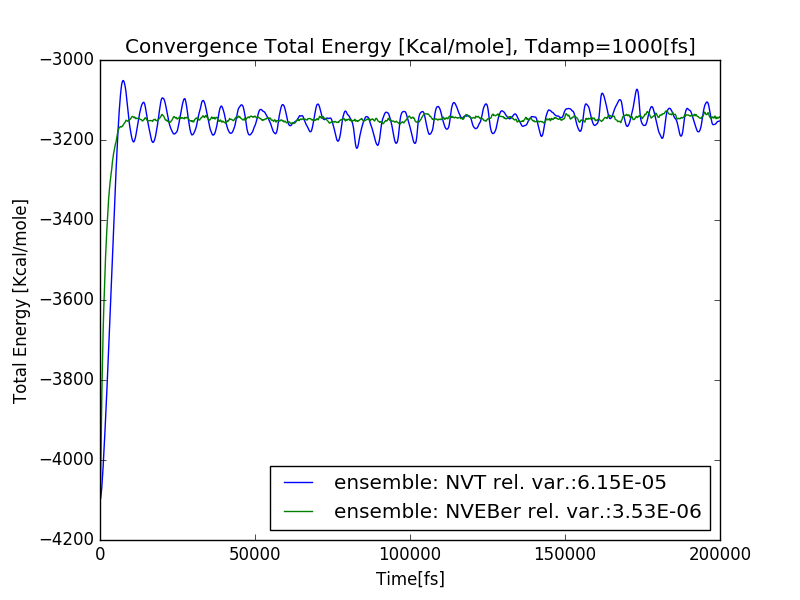 Convergence Total Energy [Kcal/mole], Tdamp=1000[fs]
−3000
−3200
−3400
−3600
−3800
−4000
−4200
Total Energy [Kcal/mole]
ensemble: NVT rel. var.:6.15E-05
ensemble: NVEBer rel. var.:3.53E-06
0 50000 100000 150000 200000
Time[fs]